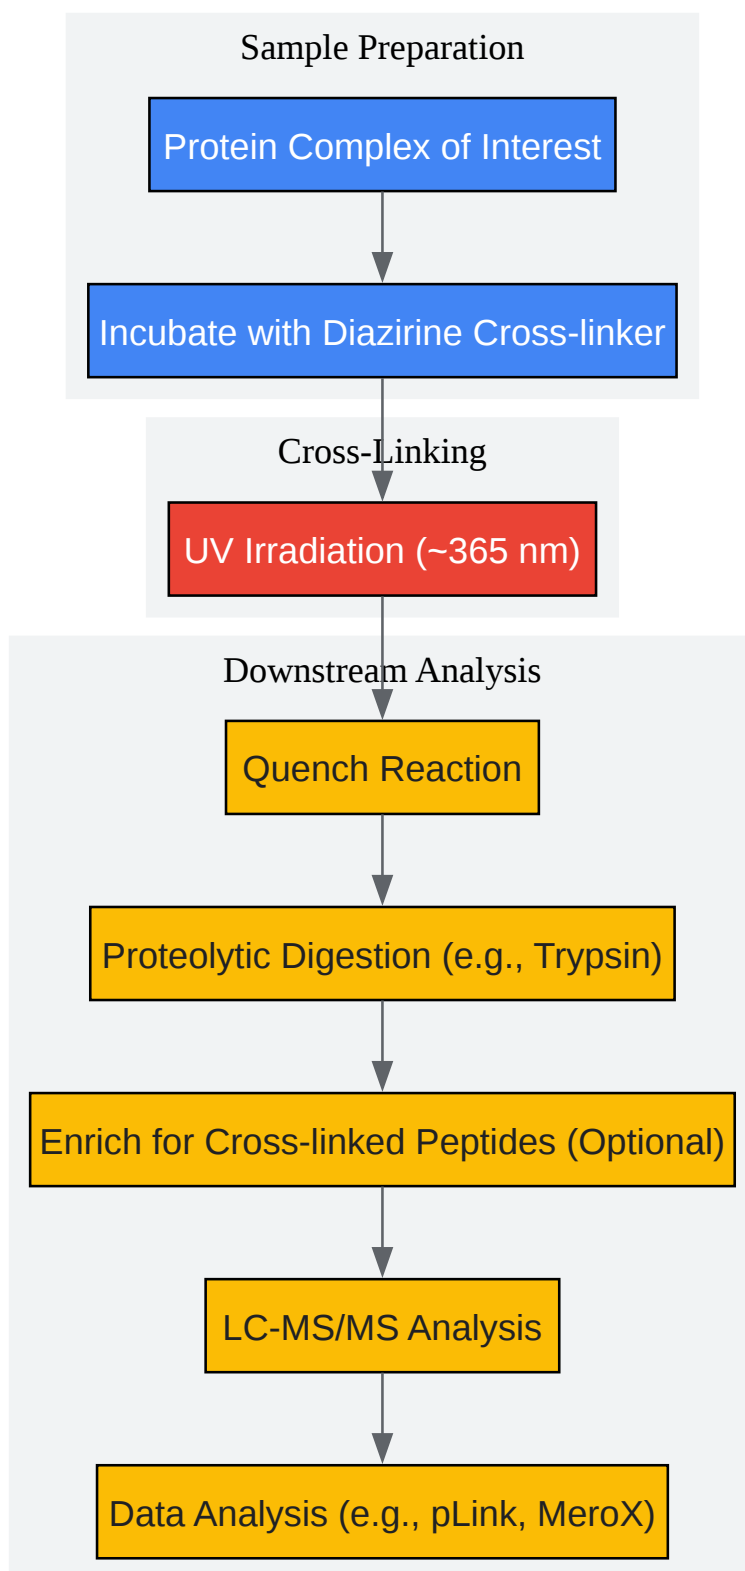 Sample Preparation
Protein Complex of Interest
Incubate with Diazirine Cross-linker
Cross-Linking
UV Irradiation (~365 nm)
Downstream Analysis
Quench Reaction
Proteolytic Digestion (e.g., Trypsin)
Enrich for Cross-linked Peptides (Optional)
LC-MS/MS Analysis
Data Analysis (e.g., pLink, MeroX)